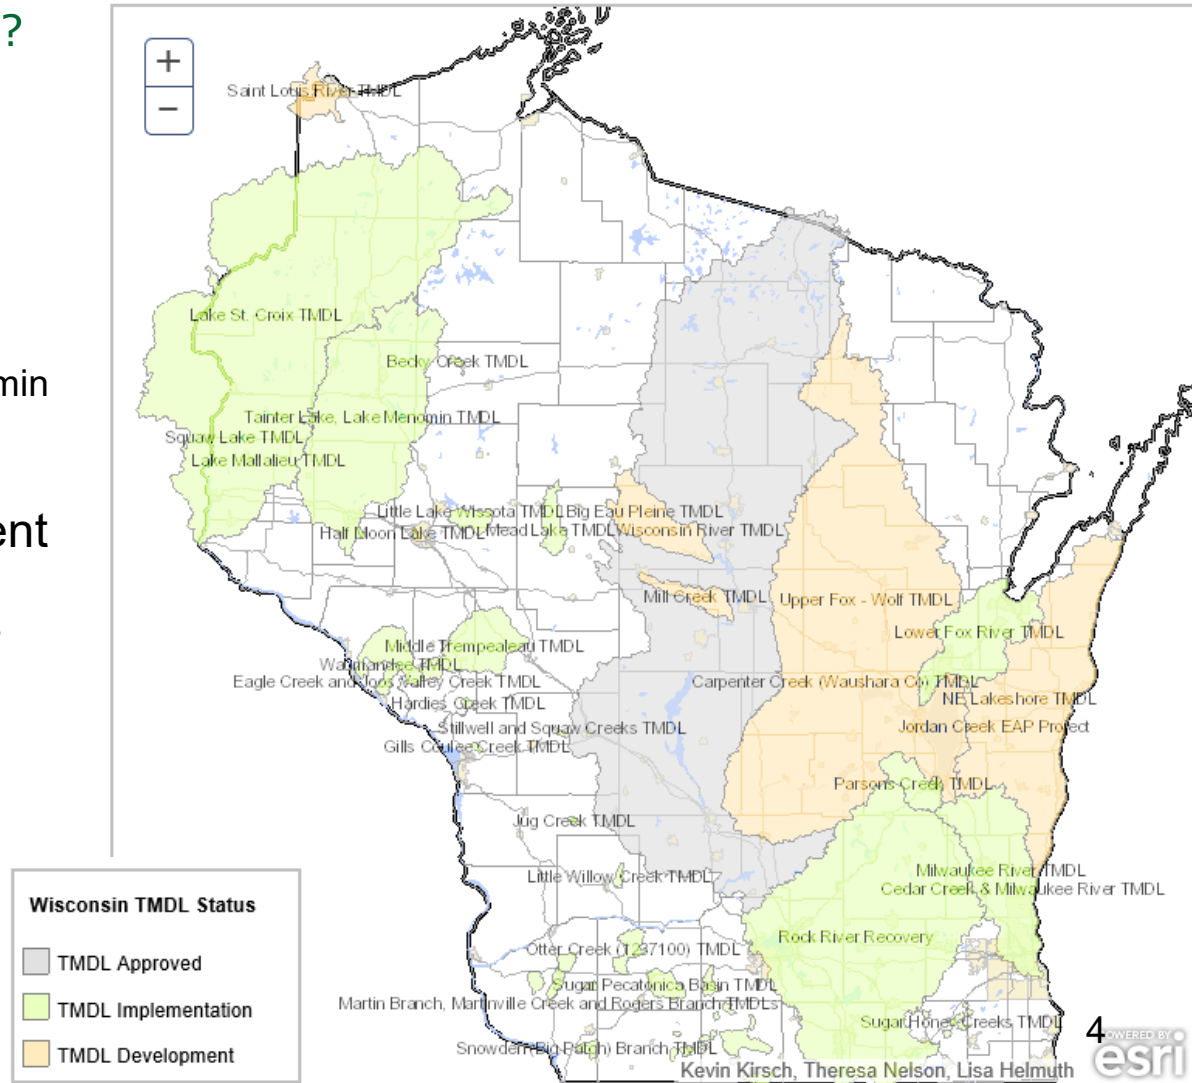 ?
+
Saint Louis River TMDL
−
Lake St. Croix TMDL
Becky Creek TMDL
min
Tainter Lake, Lake Menomin TMDL
Squaw Lake TMDL
Lake Mallalieu TMDL
Little Lake Wissota TMDL
Big Eau Pleine TMDL
ent
Half Moon Lake TMDL
Mead Lake TMDL
Wisconsin River TMDL
Mill Creek TMDL
Upper Fox - Wolf TMDL
Lower Fox River TMDL
Middle Trempealeau TMDL
Waumandee TMDL
Eagle Creek and Joos Valley Creek TMDL
Carpenter Creek (Waushara Co) TMDL
Hardies Creek TMDL
NE Lakeshore TMDL
Stillwell and Squaw Creeks TMDL
Jordan Creek EAP Project
Gills Coulee Creek TMDL
Parsons Creek TMDL
Jug Creek TMDL
Little Willow Creek TMDL
Milwaukee River TMDL
Cedar Creek & Milwaukee River TMDL
Wisconsin TMDL Status
Rock River Recovery
Otter Creek (1237100) TMDL
TMDL Approved
Sugar Pecatonica Basin TMDL
Martin Branch, Martinville Creek and Rogers Branch TMDLs
TMDL Implementation
Sugar Honey Creeks TMDL
4
POWERED BY
esri
Snowden (Big Patch) Branch TMDL
TMDL Development
Kevin Kirsch, Theresa Nelson, Lisa Helmuth